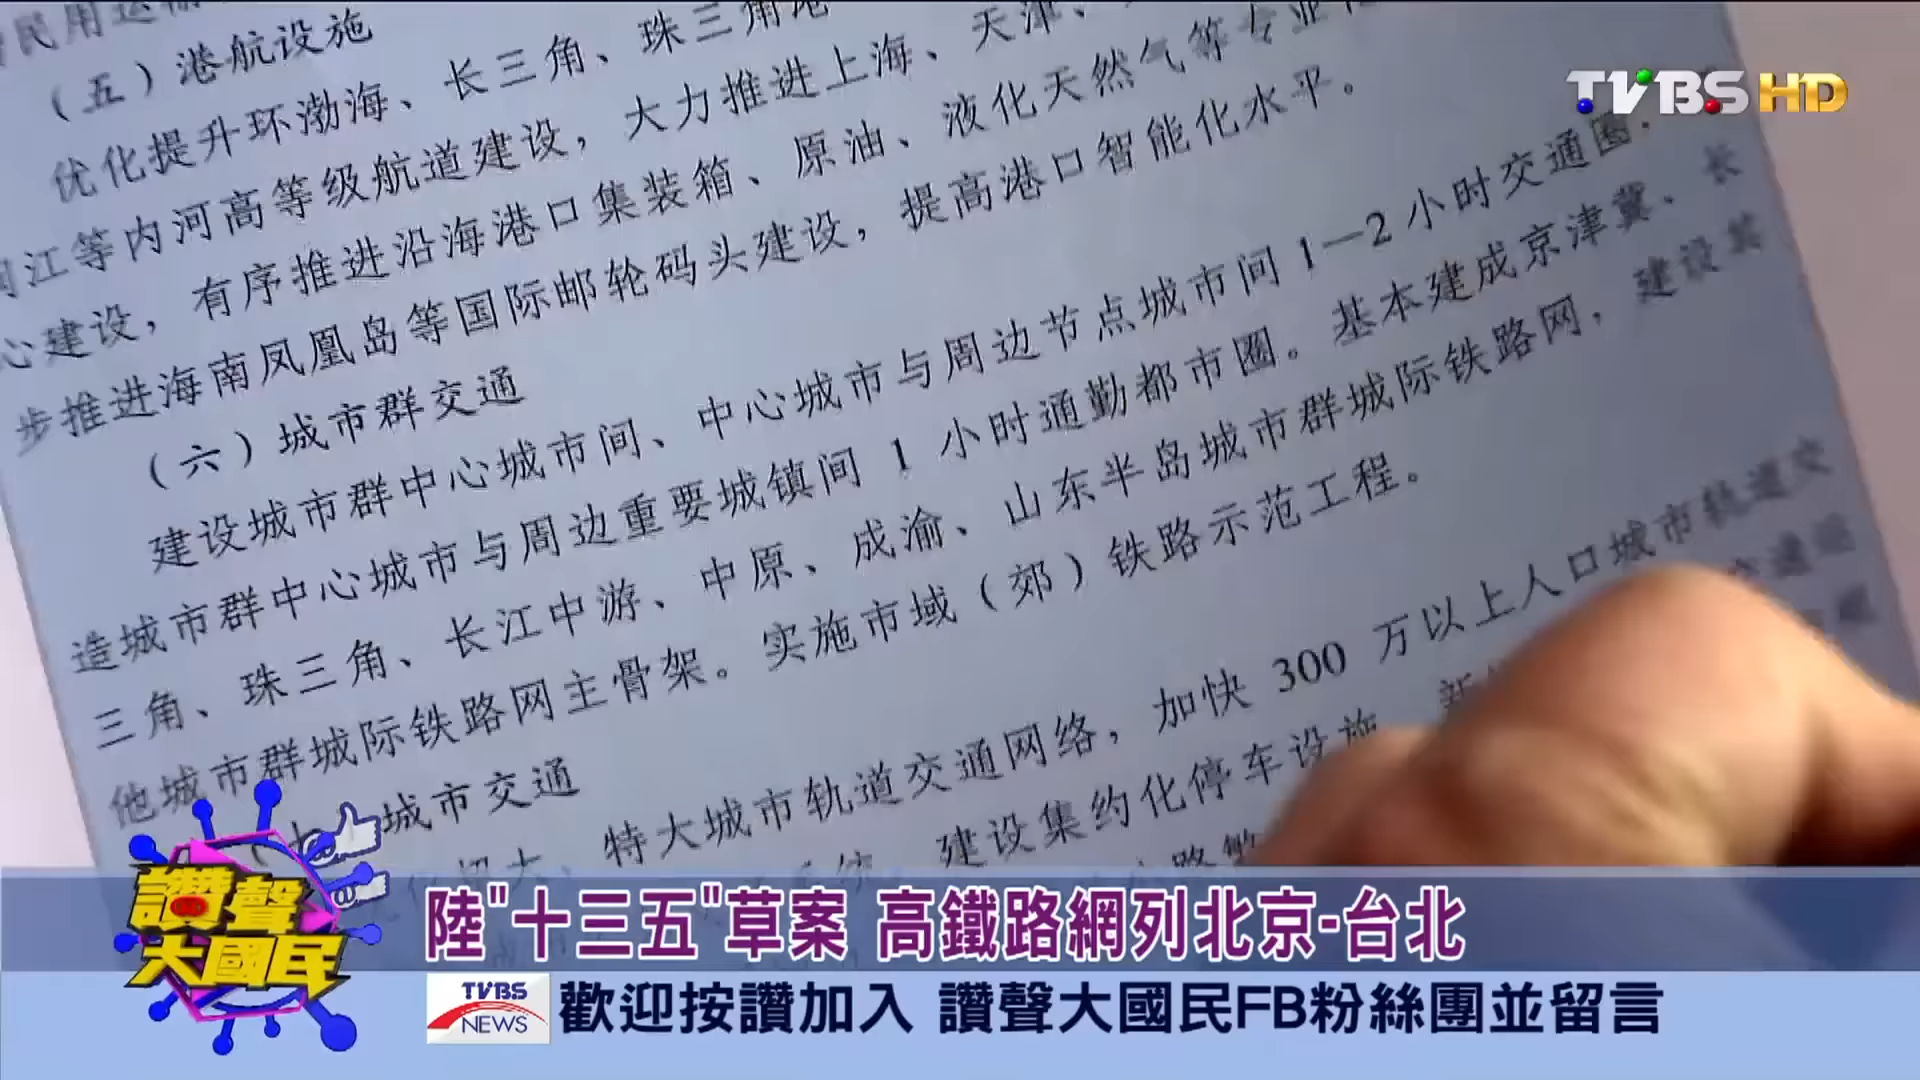 民用运输
（五）港航设施
优化提升环渤海、长三角、珠三角港
江等内河高等级航道建设，大力推进上海、天津、
心建设，有序推进沿海港口集装箱、原油、液化天然气等专业化
步推进海南凤凰岛等国际邮轮码头建设，提高港口智能化水平。
（六）城市群交通
建设城市群中心城市间、中心城市与周边节点城市间 1—2 小时交通圈，
造城市群中心城市与周边重要城镇间 1 小时通勤都市圈。基本建成京津冀、长
三角、珠三角、长江中游、中原、成渝、山东半岛城市群城际铁路网，建设其
他城市群城际铁路网主骨架。实施市域（郊）铁路示范工程。
城市交通
超大、特大城市轨道交通网络，加快 300 万以上人口城市轨道交
建设集约化停车设施，新
TVBS HD
讚聲
大國民
陸"十三五"草案 高鐵路網列北京-台北
TVBS
NEWS
歡迎按讚加入 讚聲大國民FB粉絲團並留言